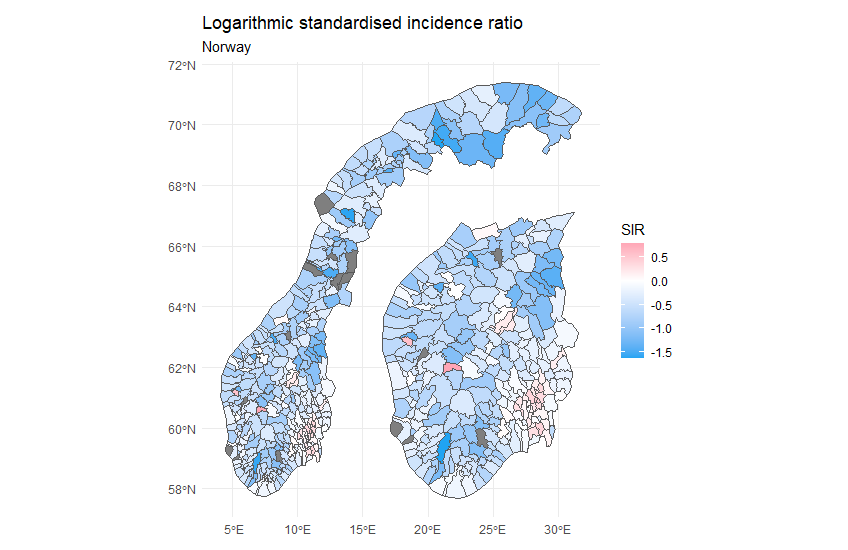 Logarithmic standardised incidence ratio
Norway
72°N
70°N
68°N
66°N
64°N
62°N
60°N
58°N
5°E
10°E
15°E
20°E
25°E
30°E
SIR
0.5
0.0
-0.5
-1.0
-1.5